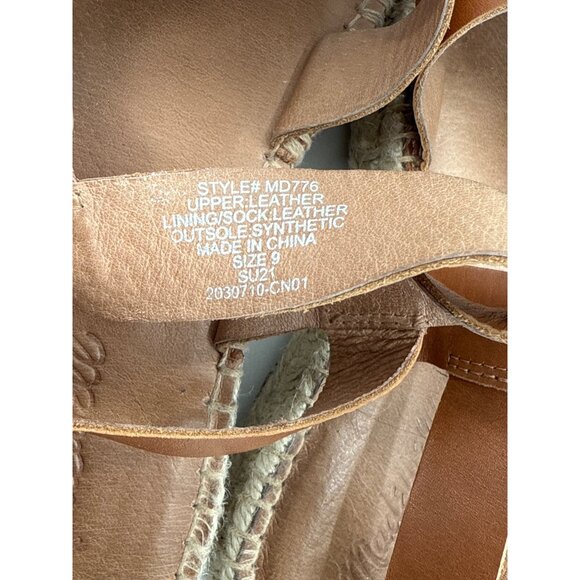 STYLE# MD776
UPPER:LEATHER
LINING/SOCK:LEATHER
OUTSOLE:SYNTHETIC
MADE IN CHINA
SIZE 9
SU21
2030710-CN01